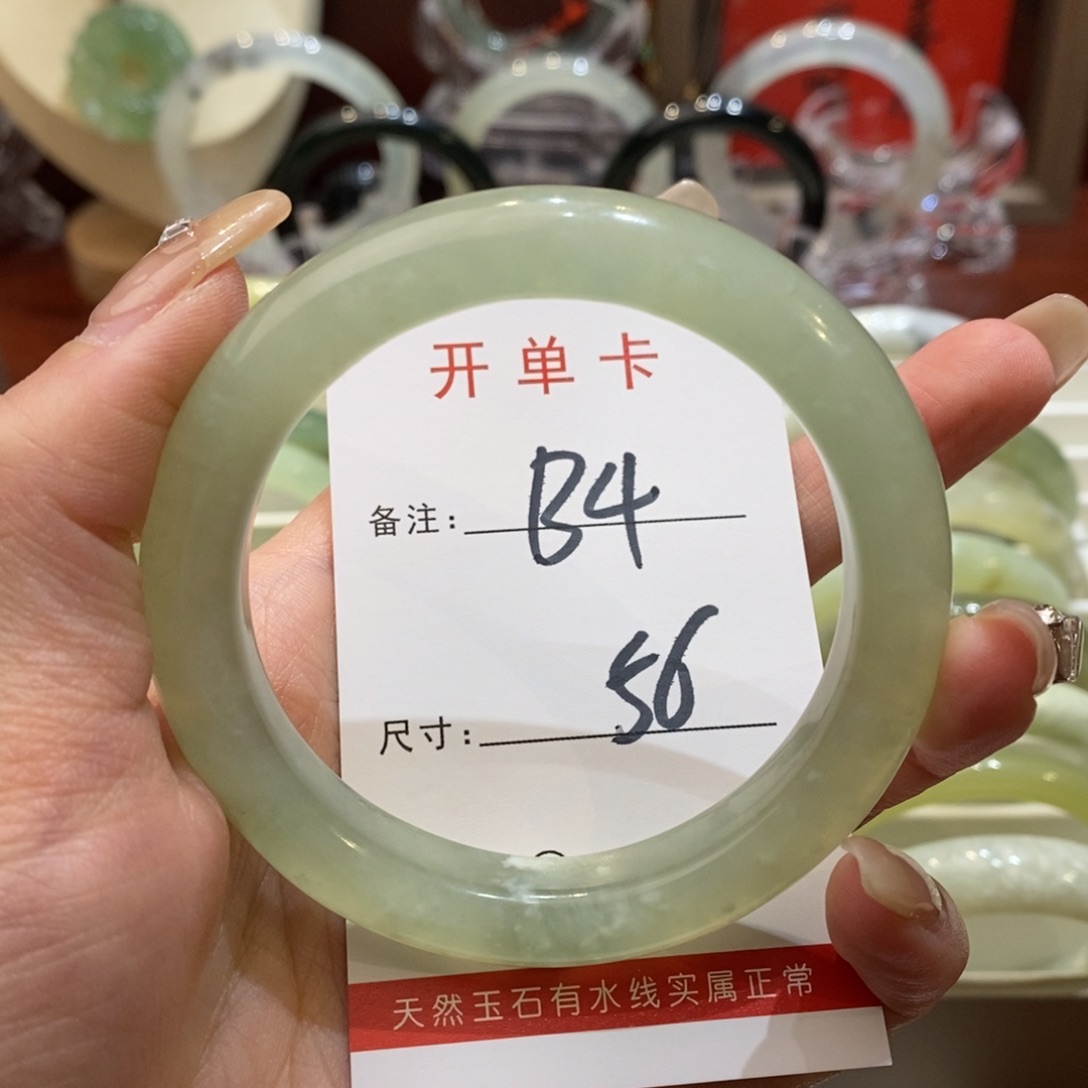 开单卡
备注: B4
尺寸: 56
天然玉石有水线实属正常